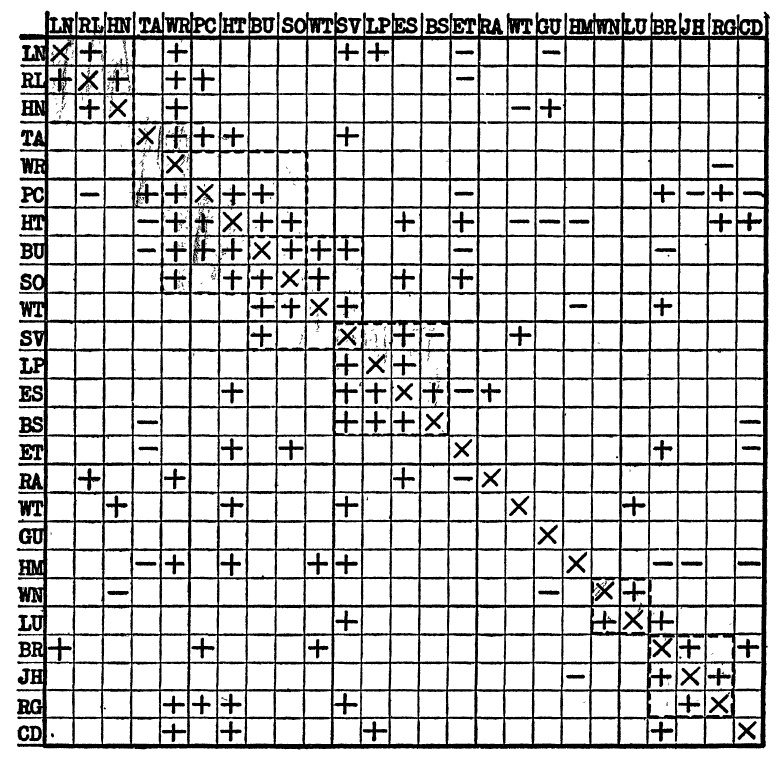 LN RL HN TA WR PC HT BU SO WT SV LP ES BS ET RA WT GU HM WN LU BR JH RG CD
LN × + + + + − −
RL + × + + + −
HN + × + − +
TA × + + + +
WR × −
PC − + + × + + − + − + −
HT − + + × + + + + − − − + +
BU − + + + × + + + − −
SO + + + × + + +
WT + + × + − +
SV + × + − +
LP + × +
ES + + + × + − +
BS − + + + × −
ET − + + × + −
RA + + + − ×
WT + + + × +
GU ×
HM − + + + + × − − −
WN − − × +
LU + + × +
BR + + + × + +
JH − + × +
RG + + + + + ×
CD + + + + ×